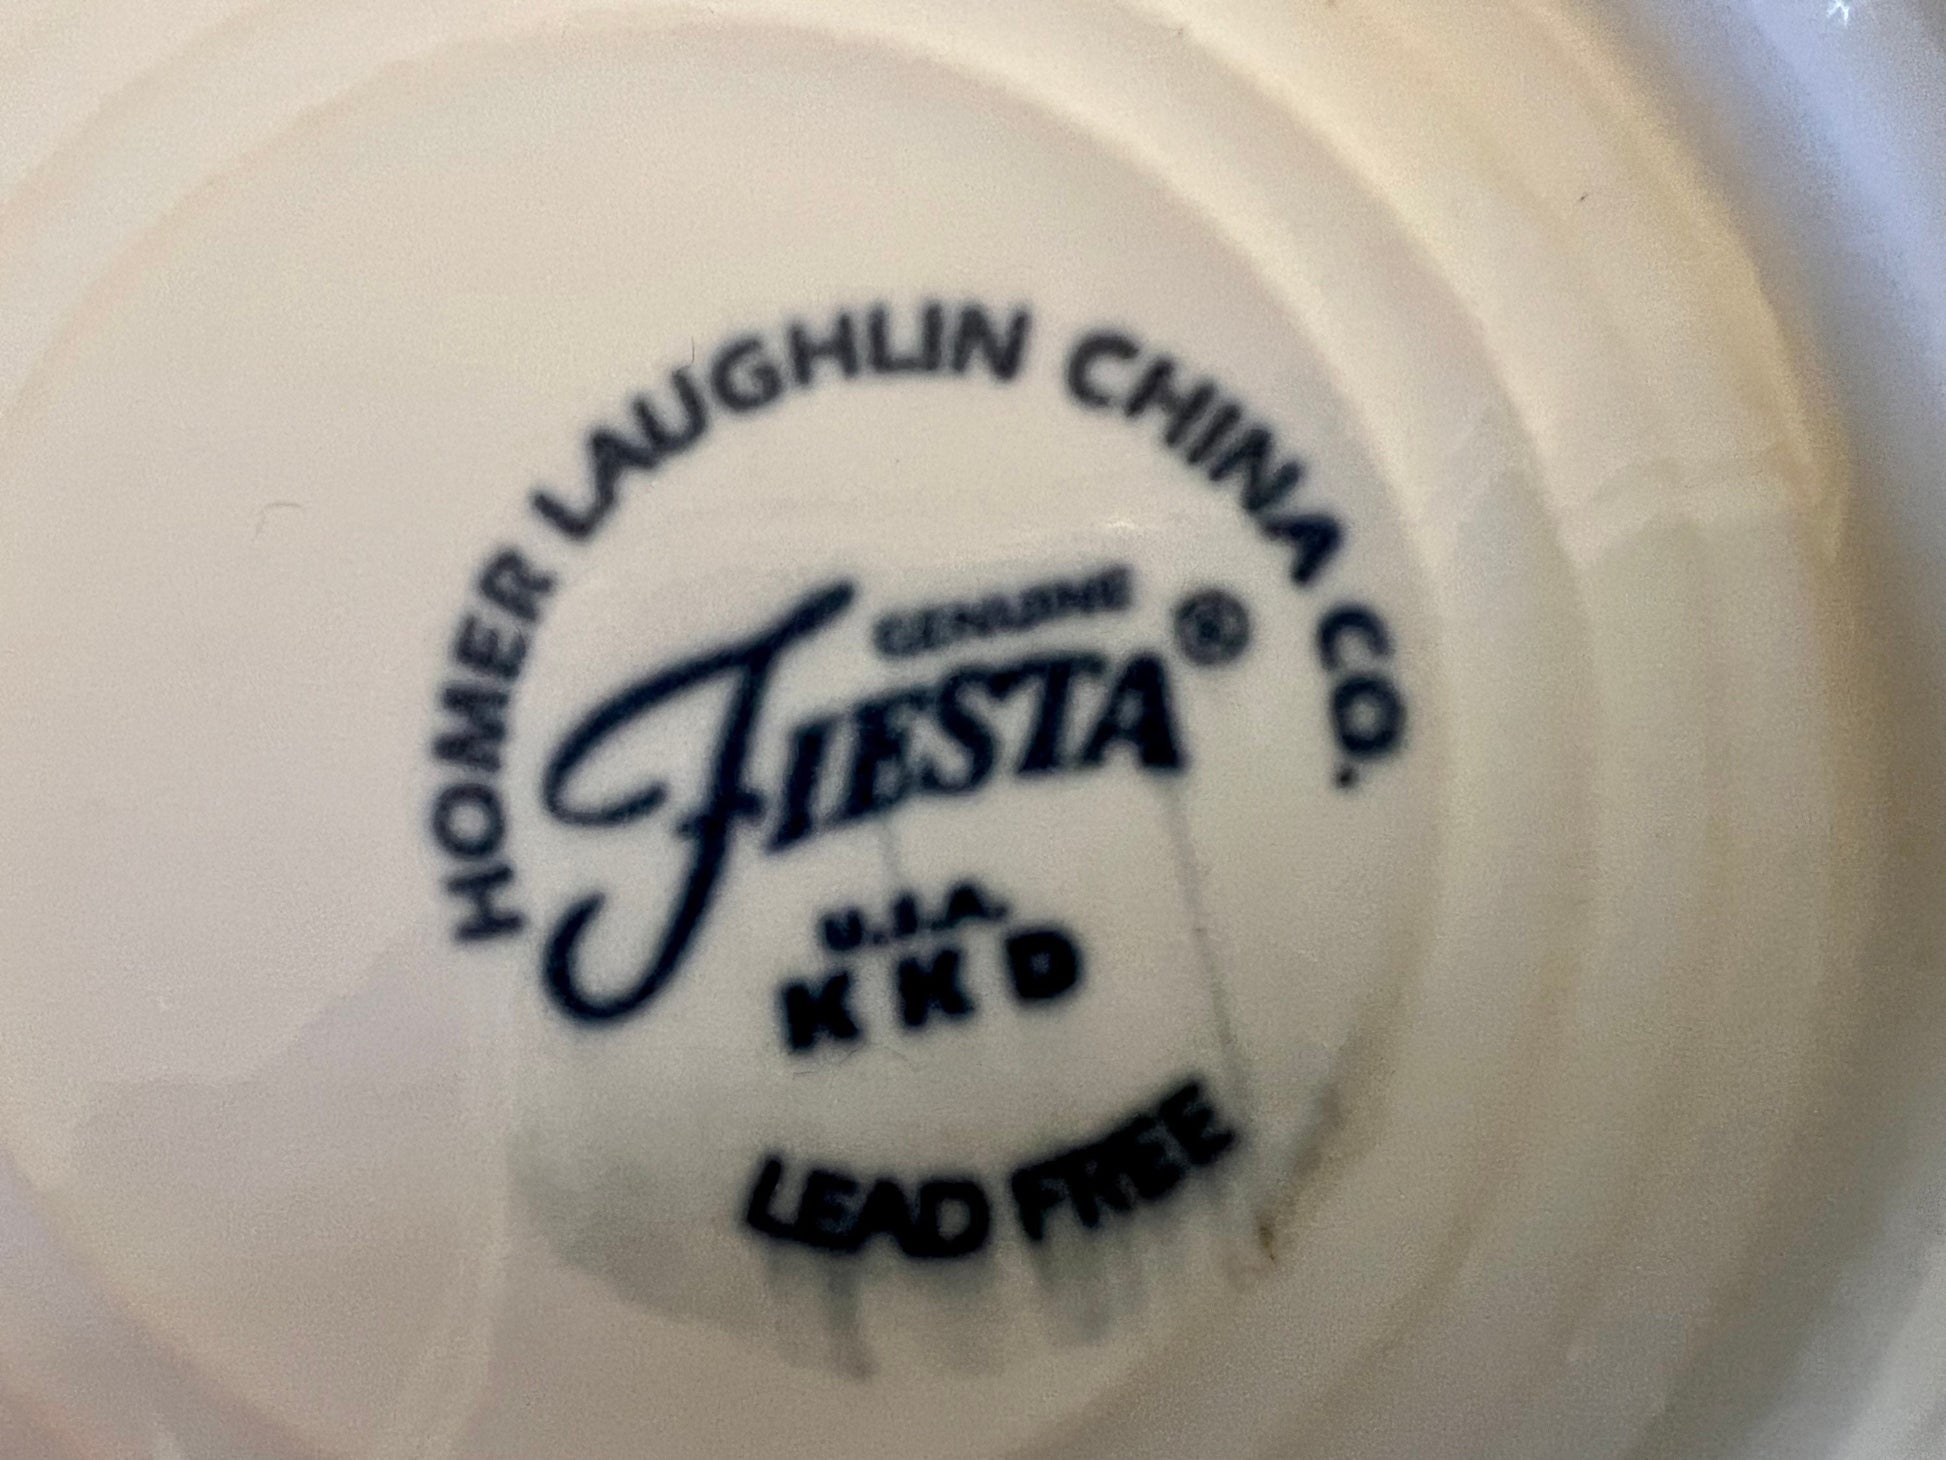 HOMER LAUGHLIN CHINA CO.
GENUINE
FIESTA®
U.S.A.
K K D
LEAD FREE